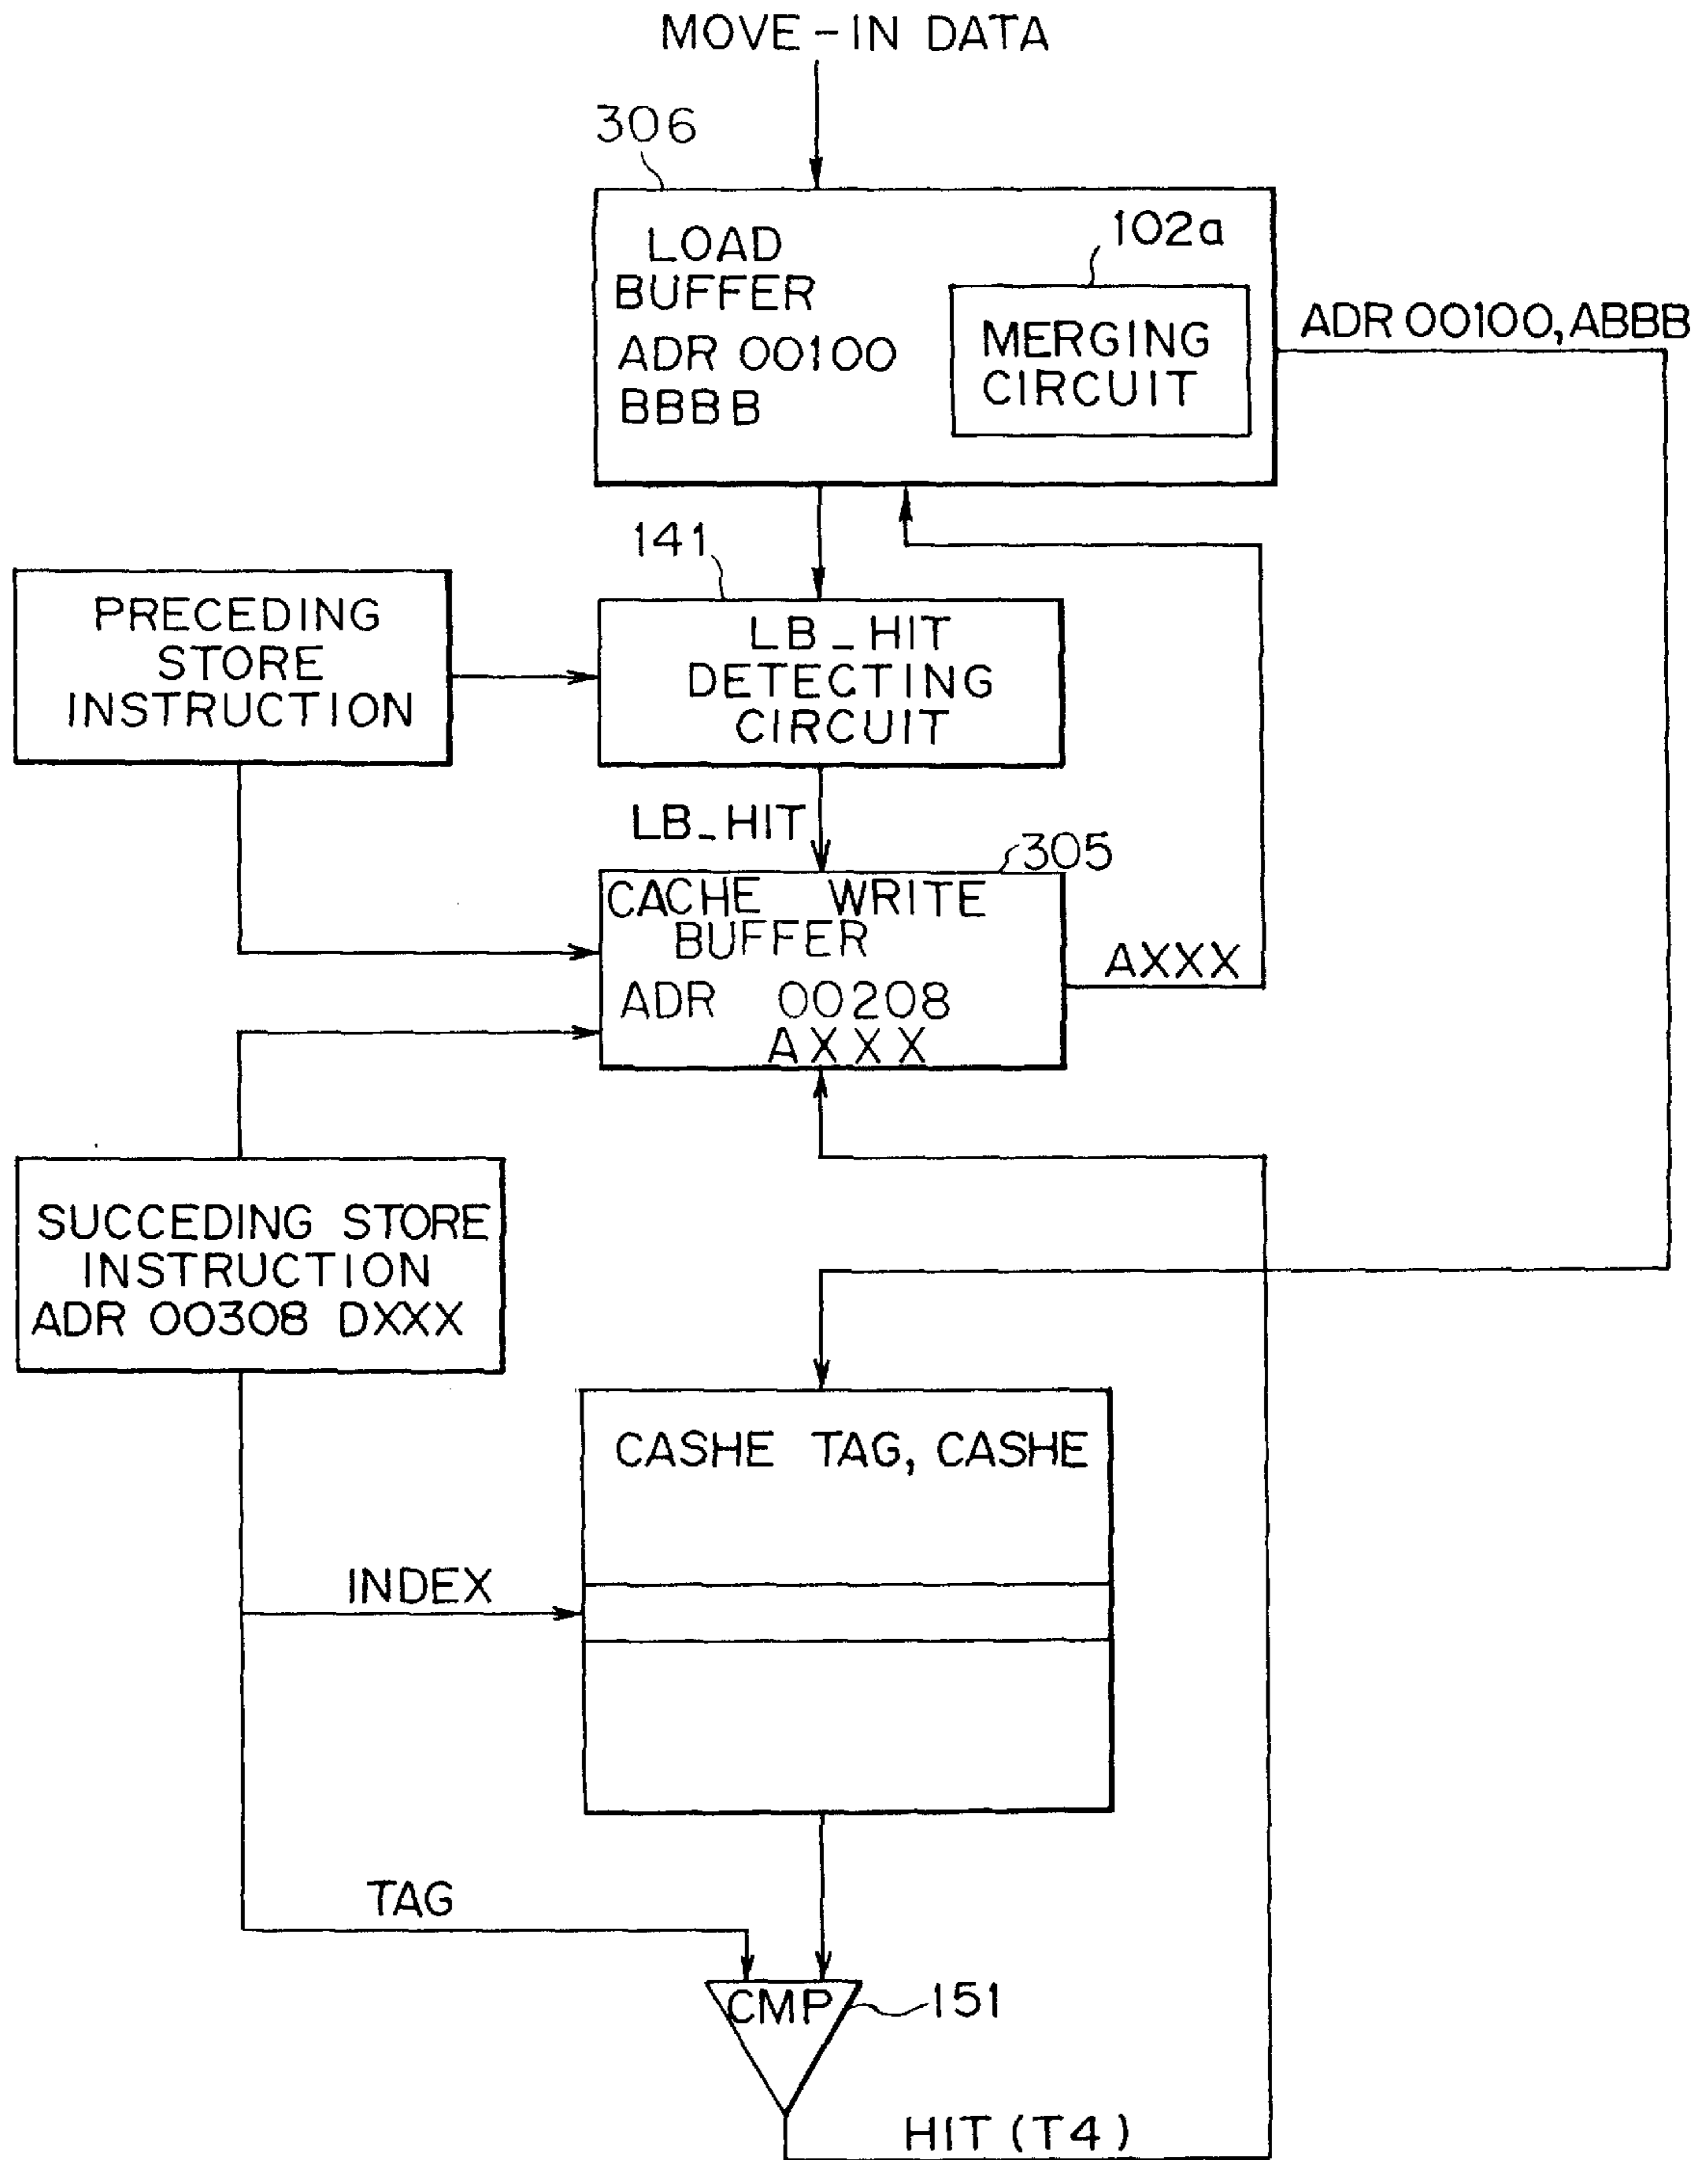 MOVE-IN DATA
306
102a
LOAD
BUFFER
ADR 00100
BBBB
MERGING
CIRCUIT
ADR 00100, ABBB
141
PRECEDING
STORE
INSTRUCTION
LB_HIT
DETECTING
CIRCUIT
LB_HIT
305
CACHE WRITE
BUFFER
ADR 00208
AXXX
AXXX
SUCCEDING STORE
INSTRUCTION
ADR 00308 DXXX
CASHE TAG, CASHE
INDEX
TAG
CMP
151
HIT (T4)